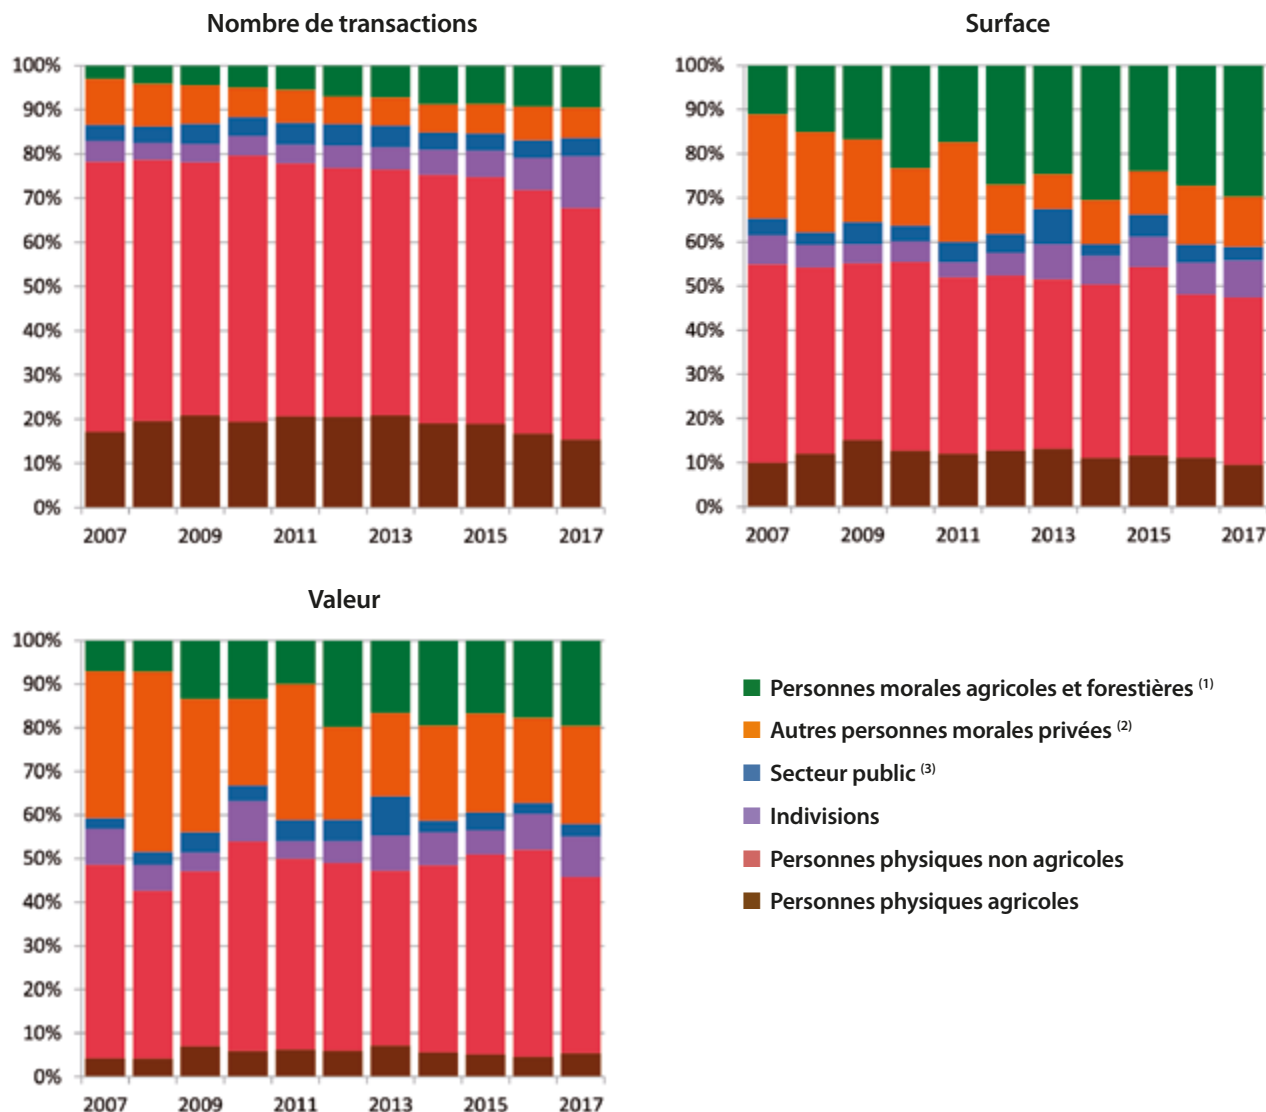 Nombre de transactions
100%
90%
80%
70%
60%
50%
40%
30%
20%
10%
0%
2007 2009 2011 2013 2015 2017
Surface
100%
90%
80%
70%
60%
50%
40%
30%
20%
10%
0%
2007 2009 2011 2013 2015 2017
Valeur
100%
90%
80%
70%
60%
50%
40%
30%
20%
10%
0%
2007 2009 2011 2013 2015 2017
Personnes morales agricoles et forestières (1)
Autres personnes morales privées (2)
Secteur public (3)
Indivisions
Personnes physiques non agricoles
Personnes physiques agricoles